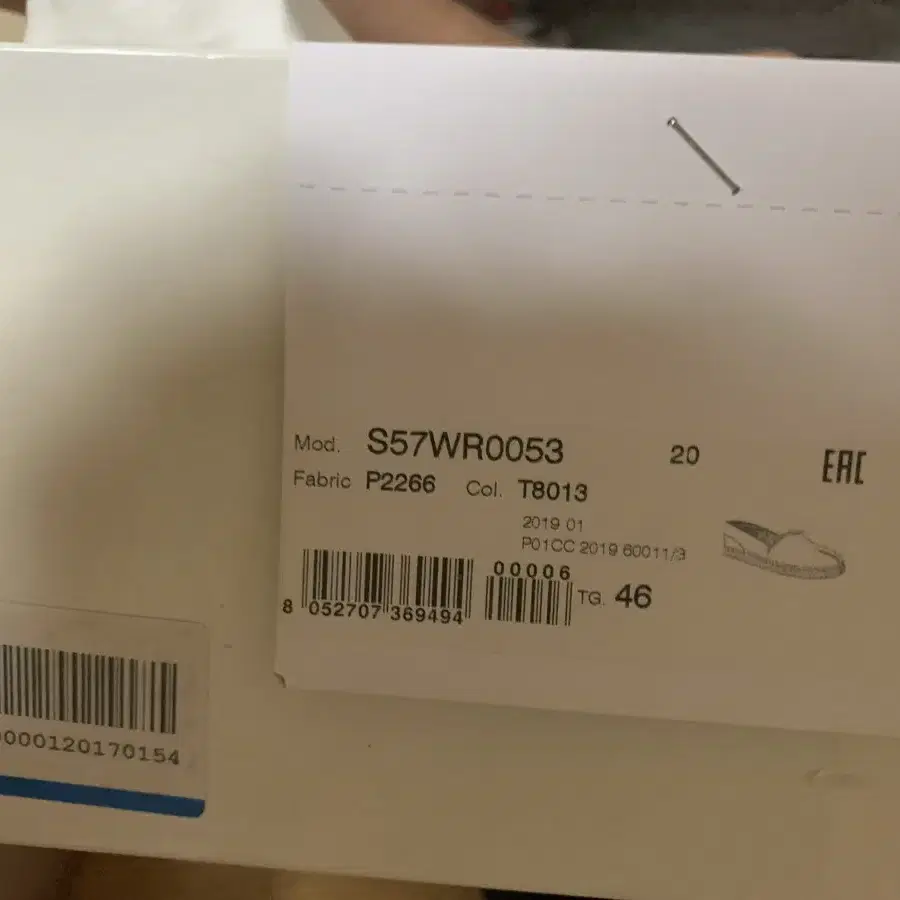 Mod. S57WR0053 20
EAC
Fabric P2266 Col. T8013
2019 01
P01CC 2019 60011/3
00006
TG. 46
8 052707 369494
0000120170154